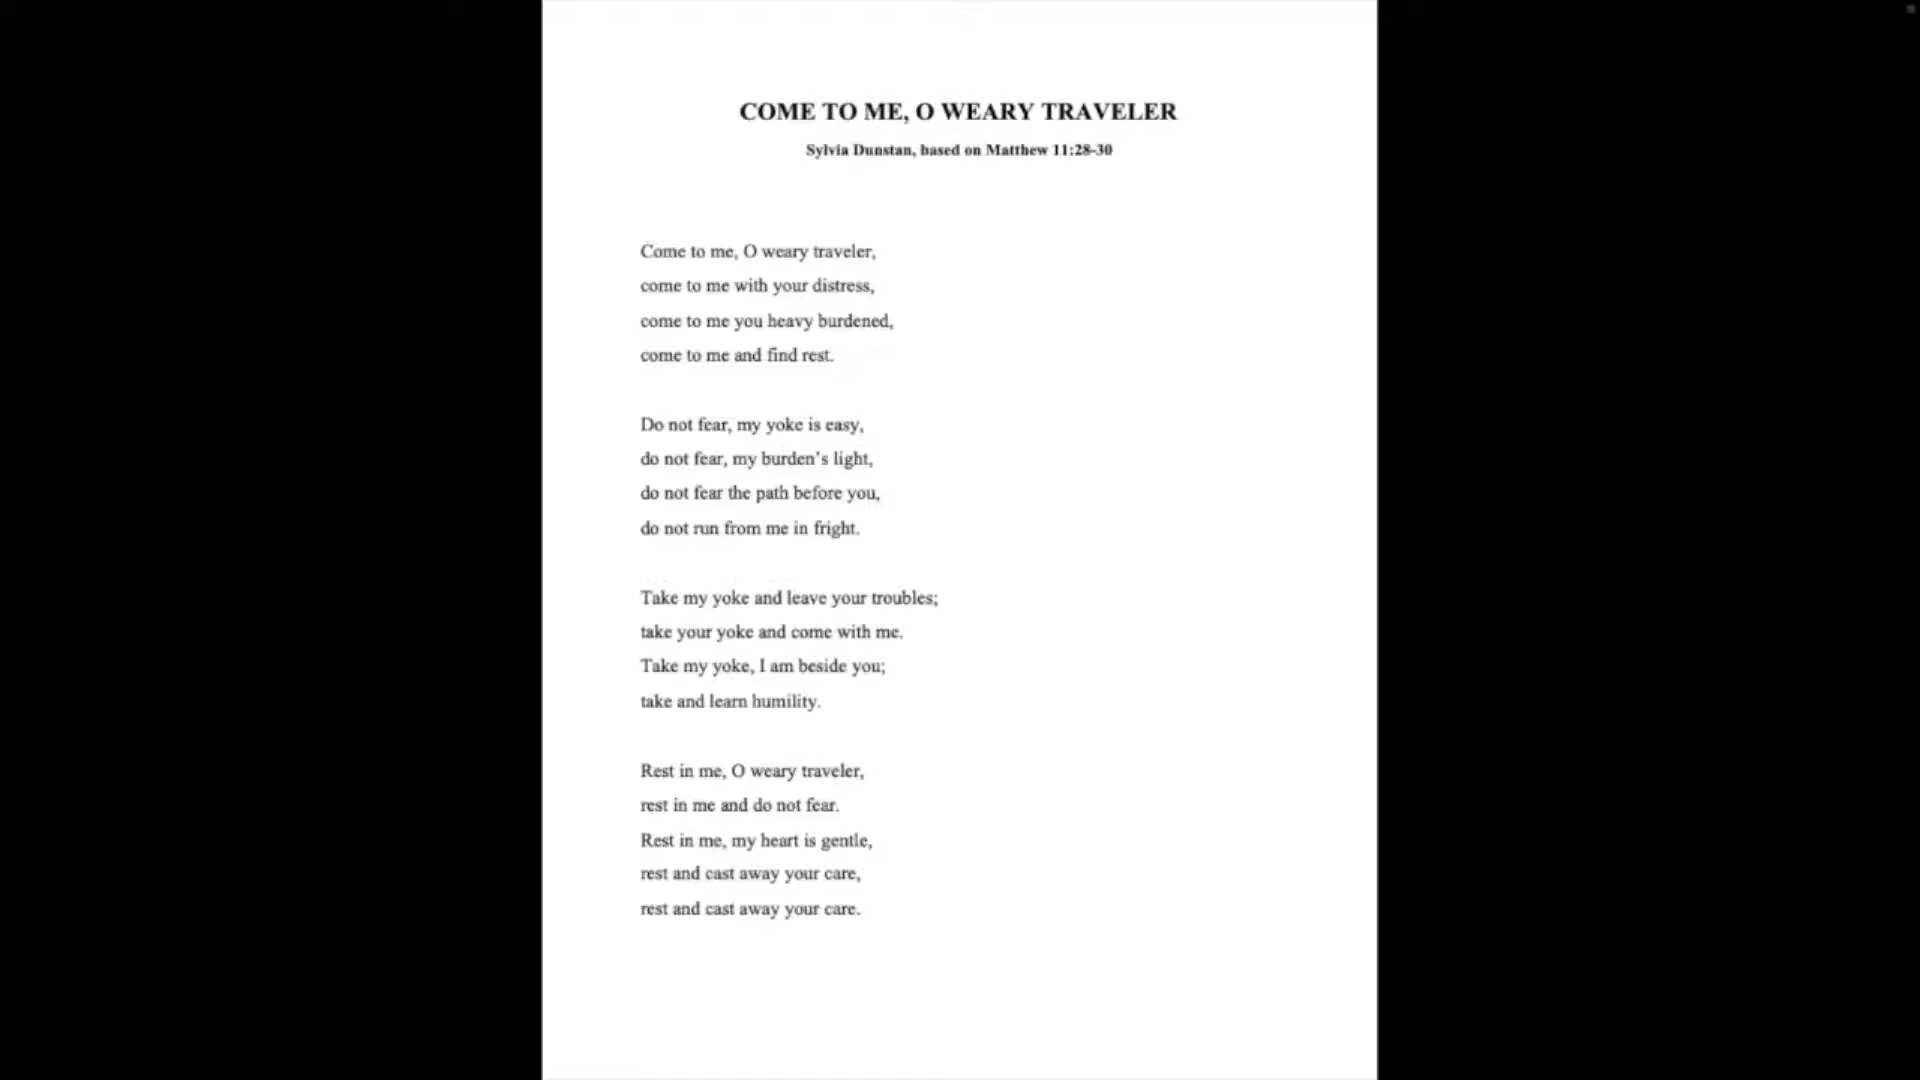 COME TO ME, O WEARY TRAVELER
Sylvia Dunstan, based on Matthew 11:28-30
Come to me, O weary traveler,
come to me with your distress,
come to me you heavy burdened,
come to me and find rest.
Do not fear, my yoke is easy,
do not fear, my burden's light,
do not fear the path before you,
do not run from me in fright.
Take my yoke and leave your troubles;
take your yoke and come with me.
Take my yoke, I am beside you;
take and learn humility.
Rest in me, O weary traveler,
rest in me and do not fear.
Rest in me, my heart is gentle,
rest and cast away your care,
rest and cast away your care.